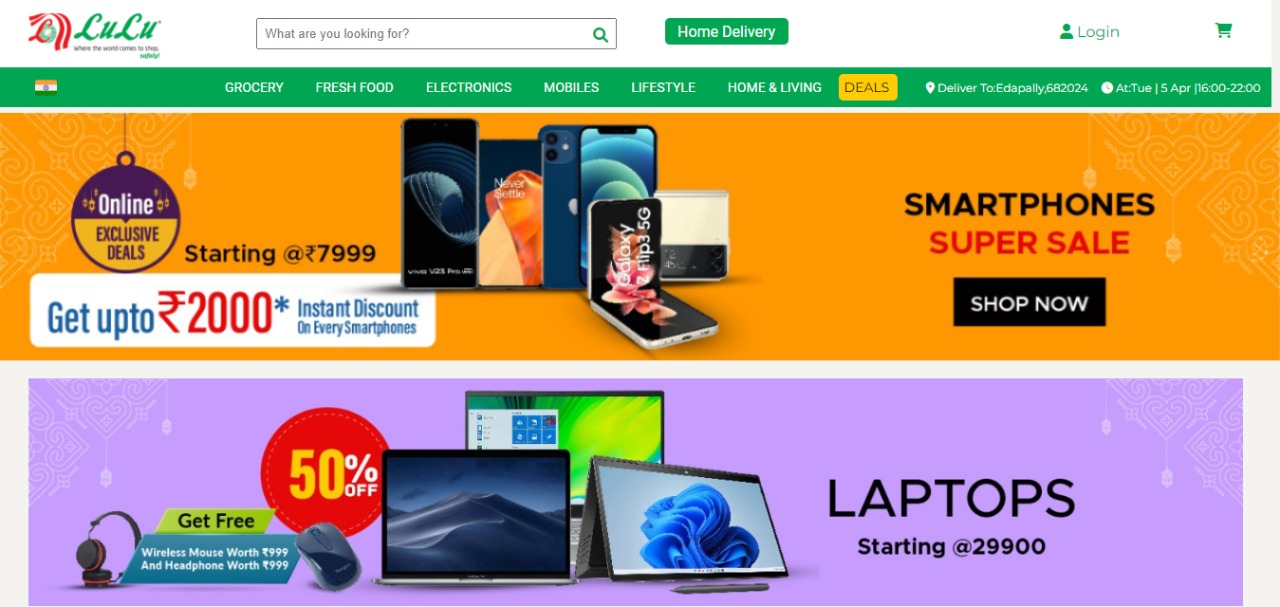 LuLu
Where the world comes to shop.
safely!
What are you looking for?
Home Delivery
Login
GROCERY
FRESH FOOD
ELECTRONICS
MOBILES
LIFESTYLE
HOME & LIVING
DEALS
Deliver To:Edapally,682024
At:Tue | 5 Apr |16:00-22:00
Online
EXCLUSIVE
DEALS
Starting @₹7999
Get upto ₹2000* Instant Discount
On Every Smartphones
vivo V23 Pro
Never
Settle
Galaxy
Z Flip3 5G
SMARTPHONES
SUPER SALE
SHOP NOW
50%
OFF
Get Free
Wireless Mouse Worth ₹999
And Headphone Worth ₹999
LAPTOPS
Starting @29900